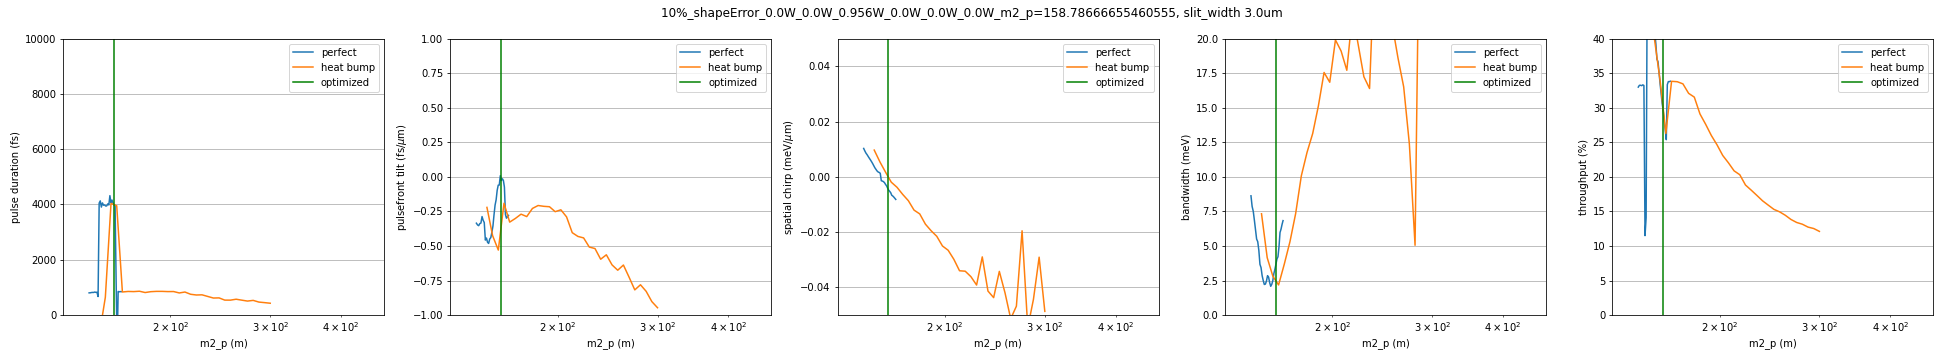 10%_shapeError_0.0W_0.0W_0.956W_0.0W_0.0W_0.0W_m2_p=158.78666655460555, slit_width 3.0um
10000
8000
6000
4000
2000
0
pulse duration (fs)
perfect
heat bump
optimized
2 × 10²
3 × 10²
4 × 10²
m2_p (m)
1.00
0.75
0.50
0.25
0.00
−0.25
−0.50
−0.75
−1.00
pulsefront tilt (fs/μm)
perfect
heat bump
optimized
2 × 10²
3 × 10²
4 × 10²
m2_p (m)
0.04
0.02
0.00
−0.02
−0.04
spatial chirp (meV/μm)
perfect
heat bump
optimized
2 × 10²
3 × 10²
4 × 10²
m2_p (m)
20.0
17.5
15.0
12.5
10.0
7.5
5.0
2.5
0.0
bandwidth (meV)
perfect
heat bump
optimized
2 × 10²
3 × 10²
4 × 10²
m2_p (m)
40
35
30
25
20
15
10
5
0
throughput (%)
perfect
heat bump
optimized
2 × 10²
3 × 10²
4 × 10²
m2_p (m)